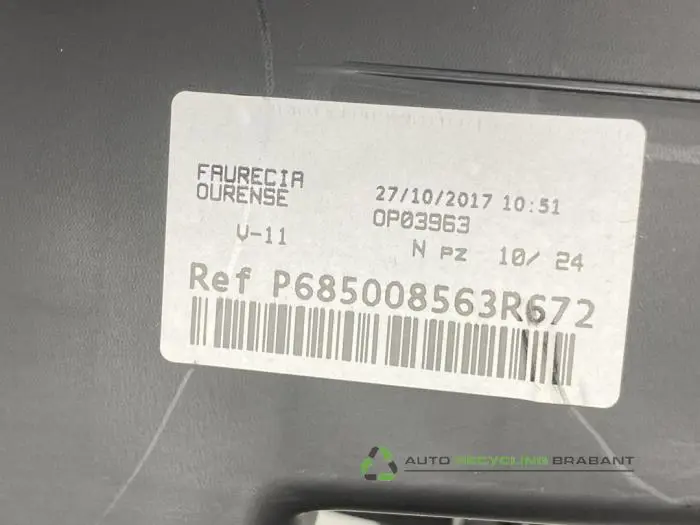 FAURECIA
OURENSE
27/10/2017 10:51
OP03963
V-11
N pz 10/ 24
Ref P685008563R672
AUTO RECYCLING BRABANT